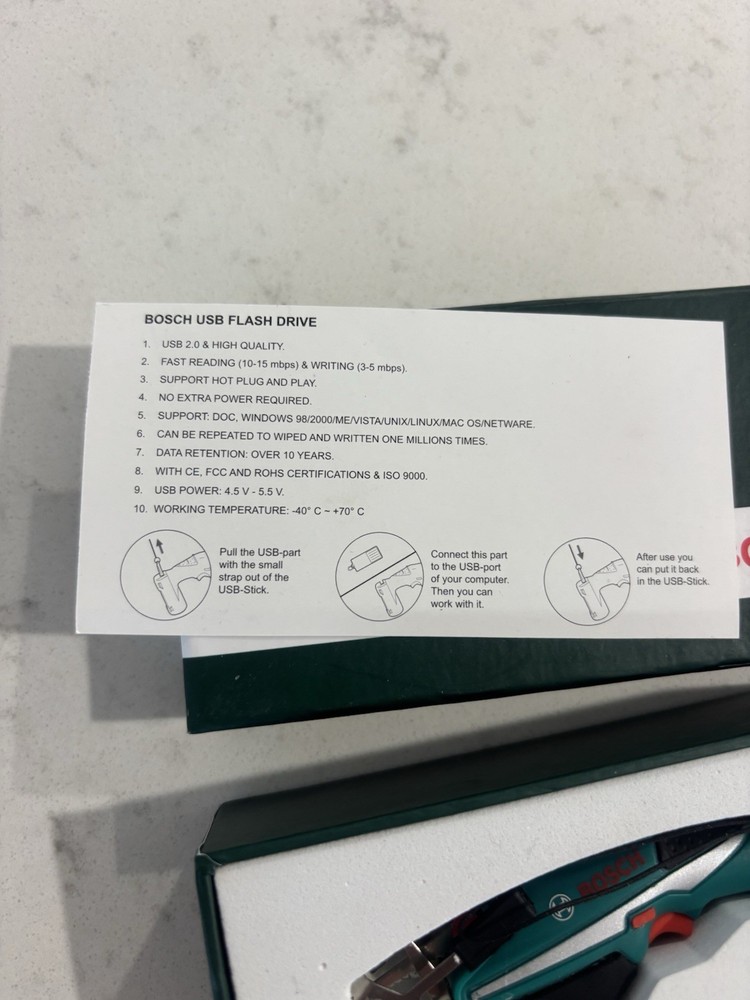 BOSCH USB FLASH DRIVE
1. USB 2.0 & HIGH QUALITY.
2. FAST READING (10-15 mbps) & WRITING (3-5 mbps).
3. SUPPORT HOT PLUG AND PLAY.
4. NO EXTRA POWER REQUIRED.
5. SUPPORT: DOC, WINDOWS 98/2000/ME/VISTA/UNIX/LINUX/MAC OS/NETWARE.
6. CAN BE REPEATED TO WIPED AND WRITTEN ONE MILLIONS TIMES.
7. DATA RETENTION: OVER 10 YEARS.
8. WITH CE, FCC AND ROHS CERTIFICATIONS & ISO 9000.
9. USB POWER: 4.5 V - 5.5 V.
10. WORKING TEMPERATURE: -40° C ~ +70° C
Pull the USB-part
with the small
strap out of the
USB-Stick.
Connect this part
to the USB-port
of your computer.
Then you can
work with it.
After use you
can put it back
in the USB-Stick.
BOSCH